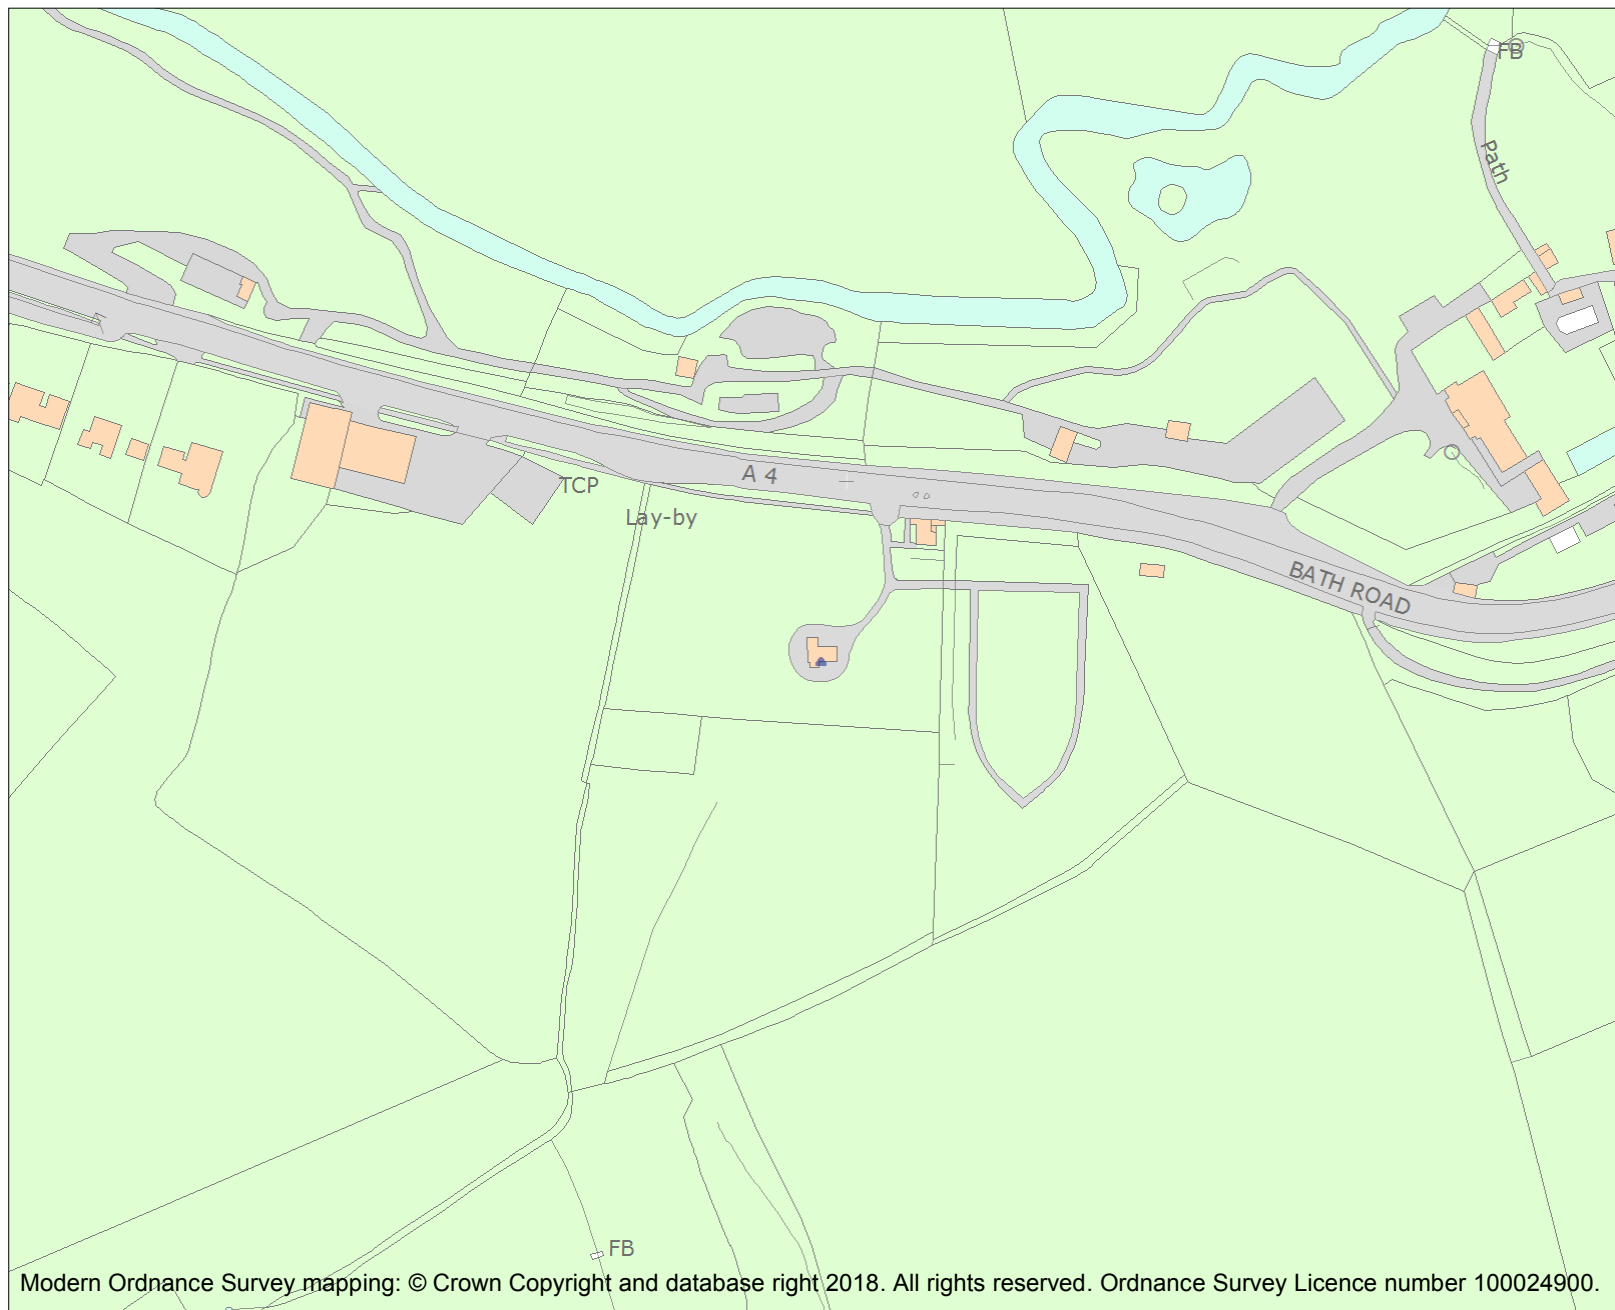 FB
Path
A 4
TCP
Lay-by
BATH ROAD
FB
Modern Ordnance Survey mapping: © Crown Copyright and database right 2018. All rights reserved. Ordnance Survey Licence number 100024900.